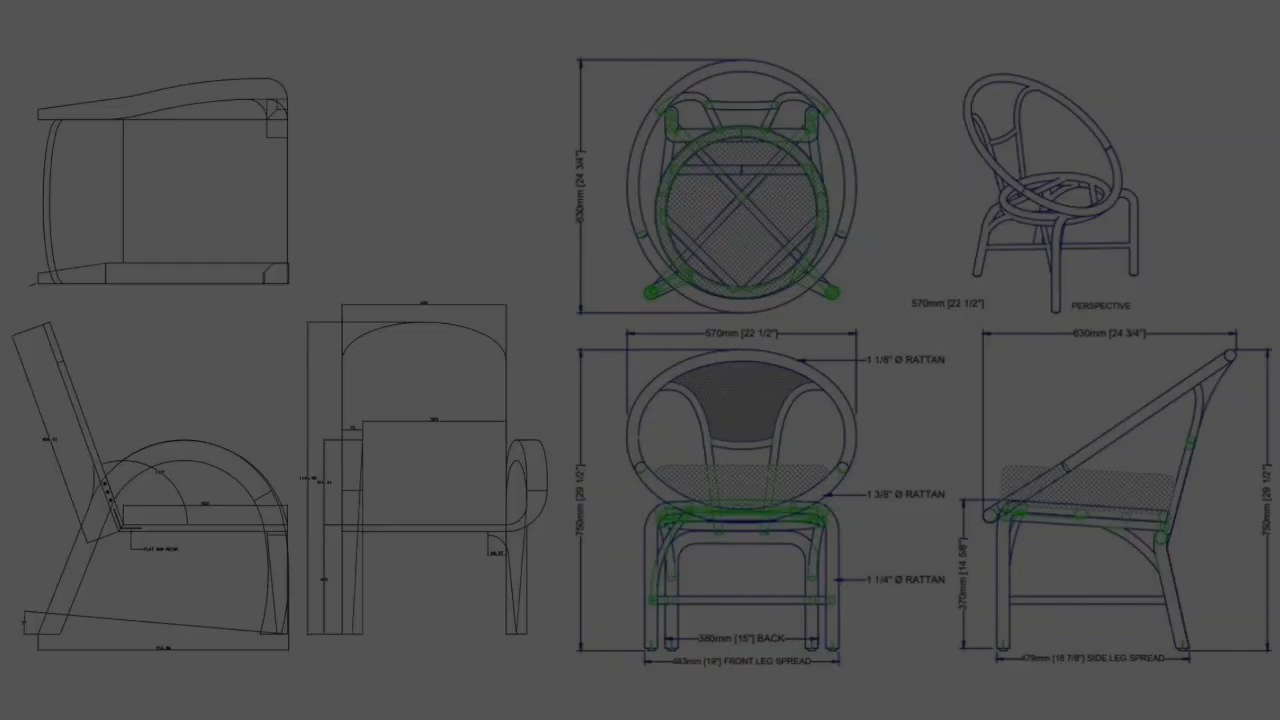 630mm [24 3/4"]
570mm [22 1/2"]
PERSPECTIVE
570mm [22 1/2"]
630mm [24 3/4"]
1 1/8" Ø RATTAN
750mm [29 1/2"]
1 3/8" Ø RATTAN
750mm [29 1/2"]
370mm [14 5/8"]
1 1/4" Ø RATTAN
380mm [15"] BACK
483mm [19"] FRONT LEG SPREAD
479mm [18 7/8"] SIDE LEG SPREAD